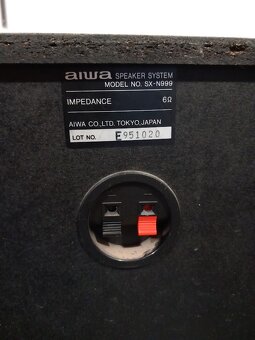 aiwa SPEAKER SYSTEM
MODEL NO. SX-N999
IMPEDANCE 6Ω
AIWA CO.,LTD. TOKYO,JAPAN
LOT NO. E951020